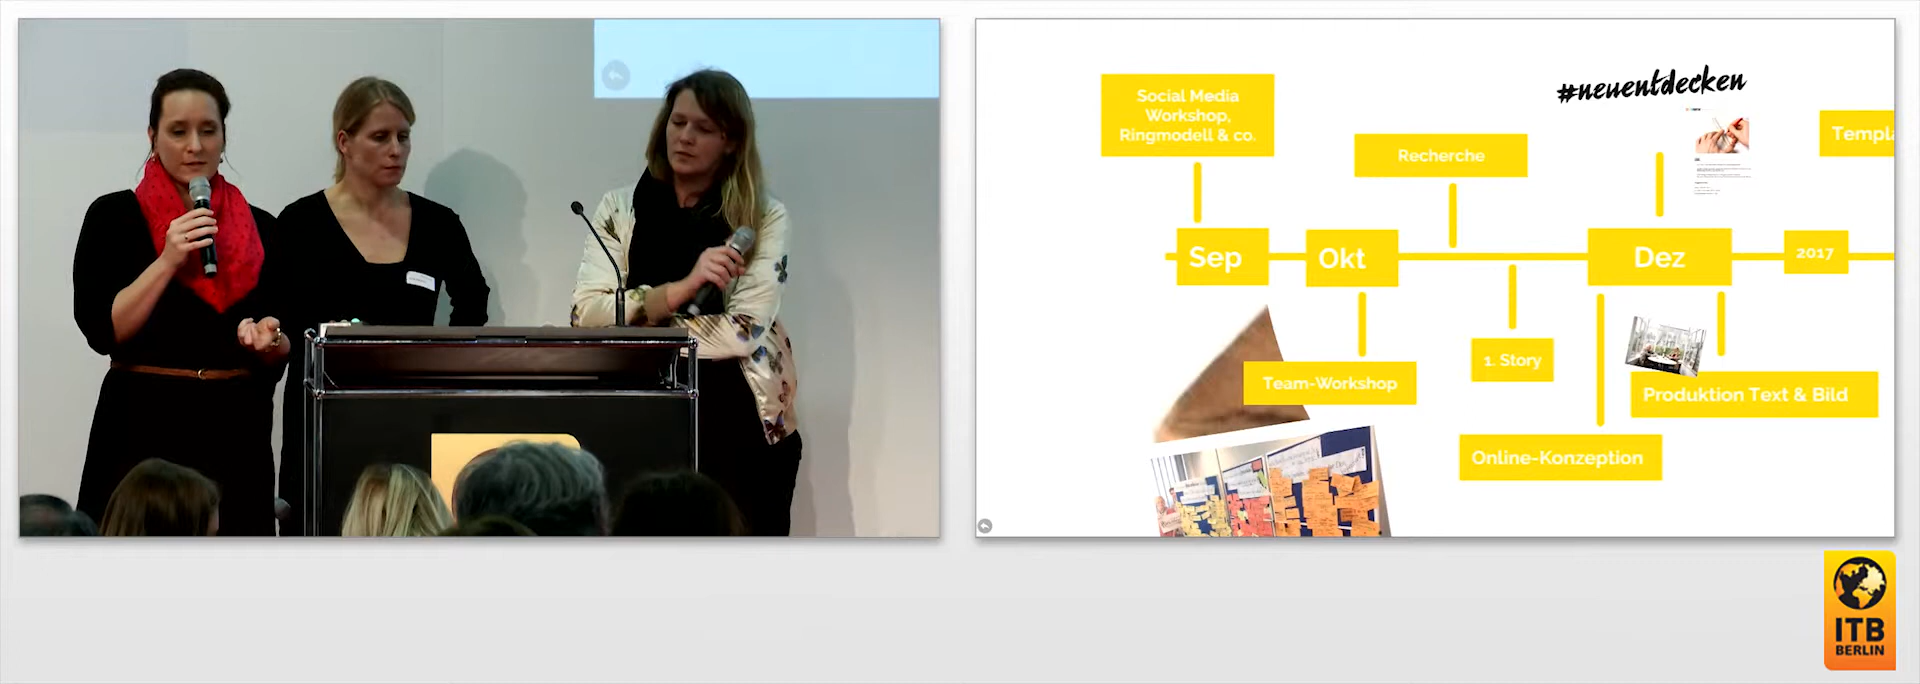 Social Media
Workshop,
Ringmodell & co.
#neuentdecken
Recherche
Templa
Sep
Okt
Dez
2017
1. Story
Team-Workshop
Produktion Text & Bild
Online-Konzeption
ITB
BERLIN